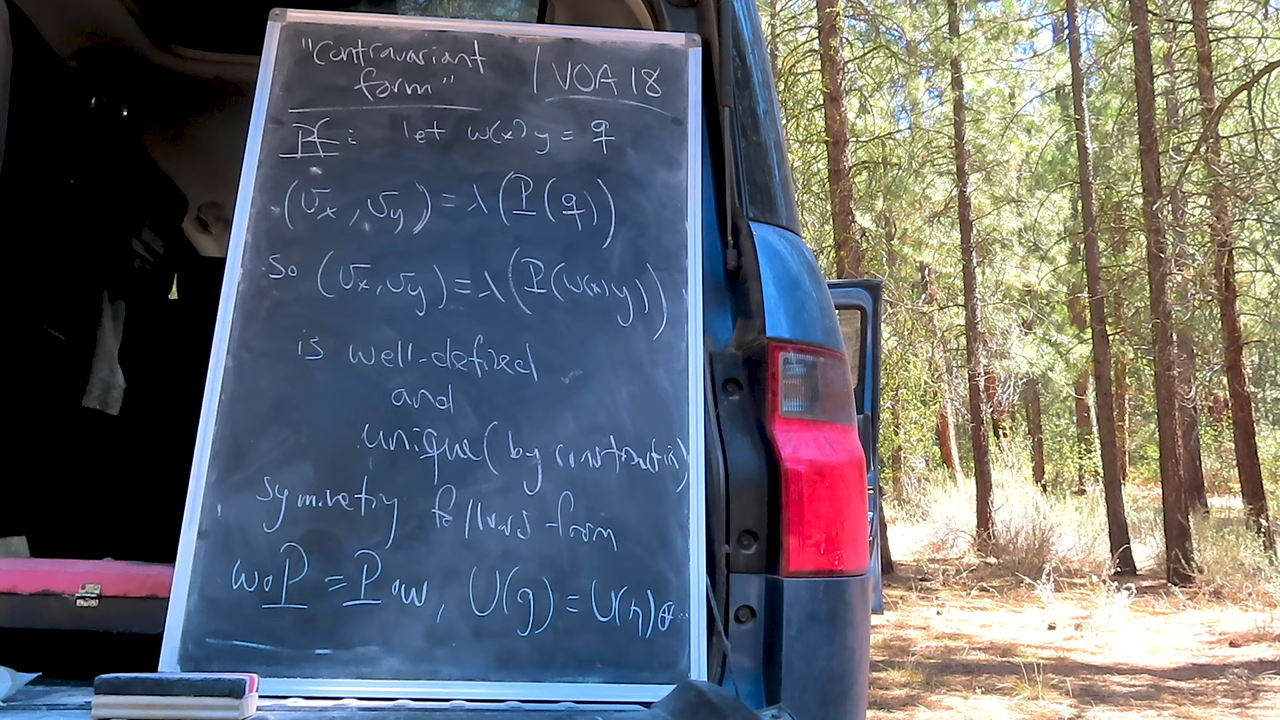 "Contravariant form" | VOA 18
Pf: let w(x)y = q
(v_x, v_y) = λ(P(q))
So (v_x, v_y) = λ(P(w(x)y))
is well-defined
and
unique (by construction)
symmetry follows from
w∘P = P∘w, U(g) = U(h)⊕...